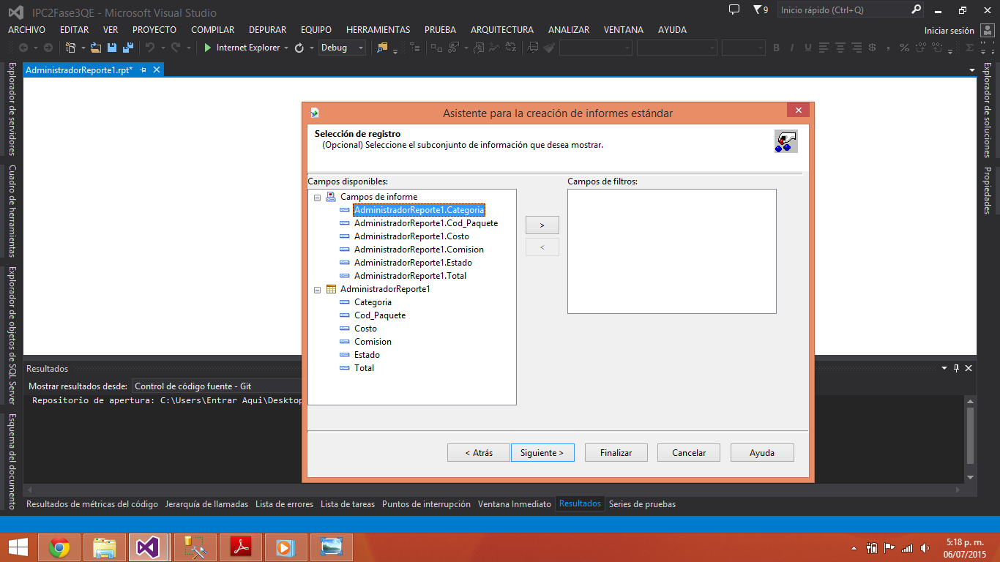 IPC2Fase3QE - Microsoft Visual Studio
9
Inicio rápido (Ctrl+Q)
ARCHIVO EDITAR VER PROYECTO COMPILAR DEPURAR EQUIPO HERRAMIENTAS PRUEBA ARQUITECTURA ANALIZAR VENTANA AYUDA
Iniciar sesión
Internet Explorer
Debug
AdministradorReporte1.rpt*
Explorador de servidores
Cuadro de herramientas
Explorador de objetos de SQL Server
Esquema del documento
Explorador de soluciones
Propiedades
Asistente para la creación de informes estándar
Selección de registro
(Opcional) Seleccione el subconjunto de información que desea mostrar.
Campos disponibles:
Campos de informe
AdministradorReporte1.Categoria
AdministradorReporte1.Cod_Paquete
AdministradorReporte1.Costo
AdministradorReporte1.Comision
AdministradorReporte1.Estado
AdministradorReporte1.Total
AdministradorReporte1
Categoria
Cod_Paquete
Costo
Comision
Estado
Total
>
<
Campos de filtros:
< Atrás
Siguiente >
Finalizar
Cancelar
Ayuda
Resultados
Mostrar resultados desde: Control de código fuente - Git
Repositorio de apertura: C:\Users\Entrar Aqui\Desktop
Resultados de métricas del código Jerarquía de llamadas Lista de errores Lista de tareas Puntos de interrupción Ventana Inmediato Resultados Series de pruebas
5:18 p. m.
06/07/2015